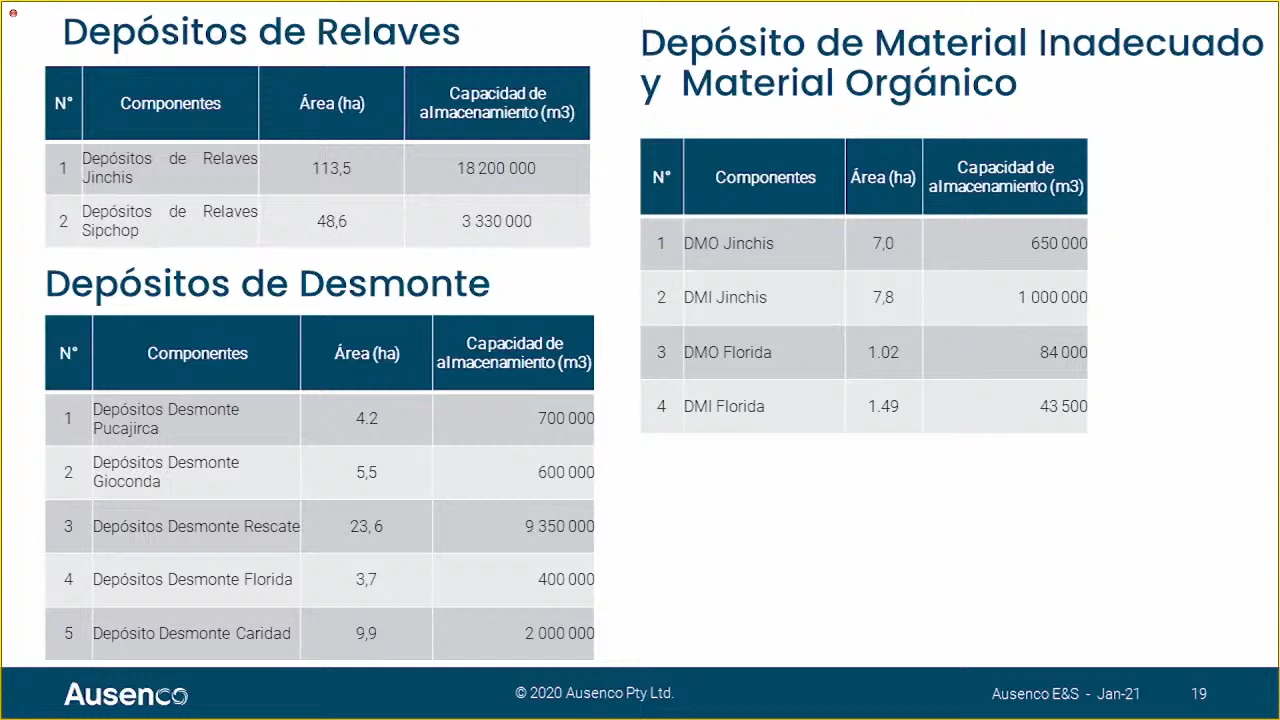 Depósitos de Relaves
N° Componentes Área (ha) Capacidad de
almacenamiento (m3)
1 Depósitos de Relaves
Jinchis 113,5 18 200 000
2 Depósitos de Relaves
Sipchop 48,6 3 330 000
Depósitos de Desmonte
N° Componentes Área (ha) Capacidad de
almacenamiento (m3)
1 Depósitos Desmonte
Pucajirca 4.2 700 000
2 Depósitos Desmonte
Gioconda 5,5 600 000
3 Depósitos Desmonte Rescate 23, 6 9 350 000
4 Depósitos Desmonte Florida 3,7 400 000
5 Depósito Desmonte Caridad 9,9 2 000 000
Depósito de Material Inadecuado
y Material Orgánico
N° Componentes Área (ha) Capacidad de
almacenamiento (m3)
1 DMO Jinchis 7,0 650 000
2 DMI Jinchis 7,8 1 000 000
3 DMO Florida 1.02 84 000
4 DMI Florida 1.49 43 500
Ausenco © 2020 Ausenco Pty Ltd. Ausenco E&S - Jan-21 19